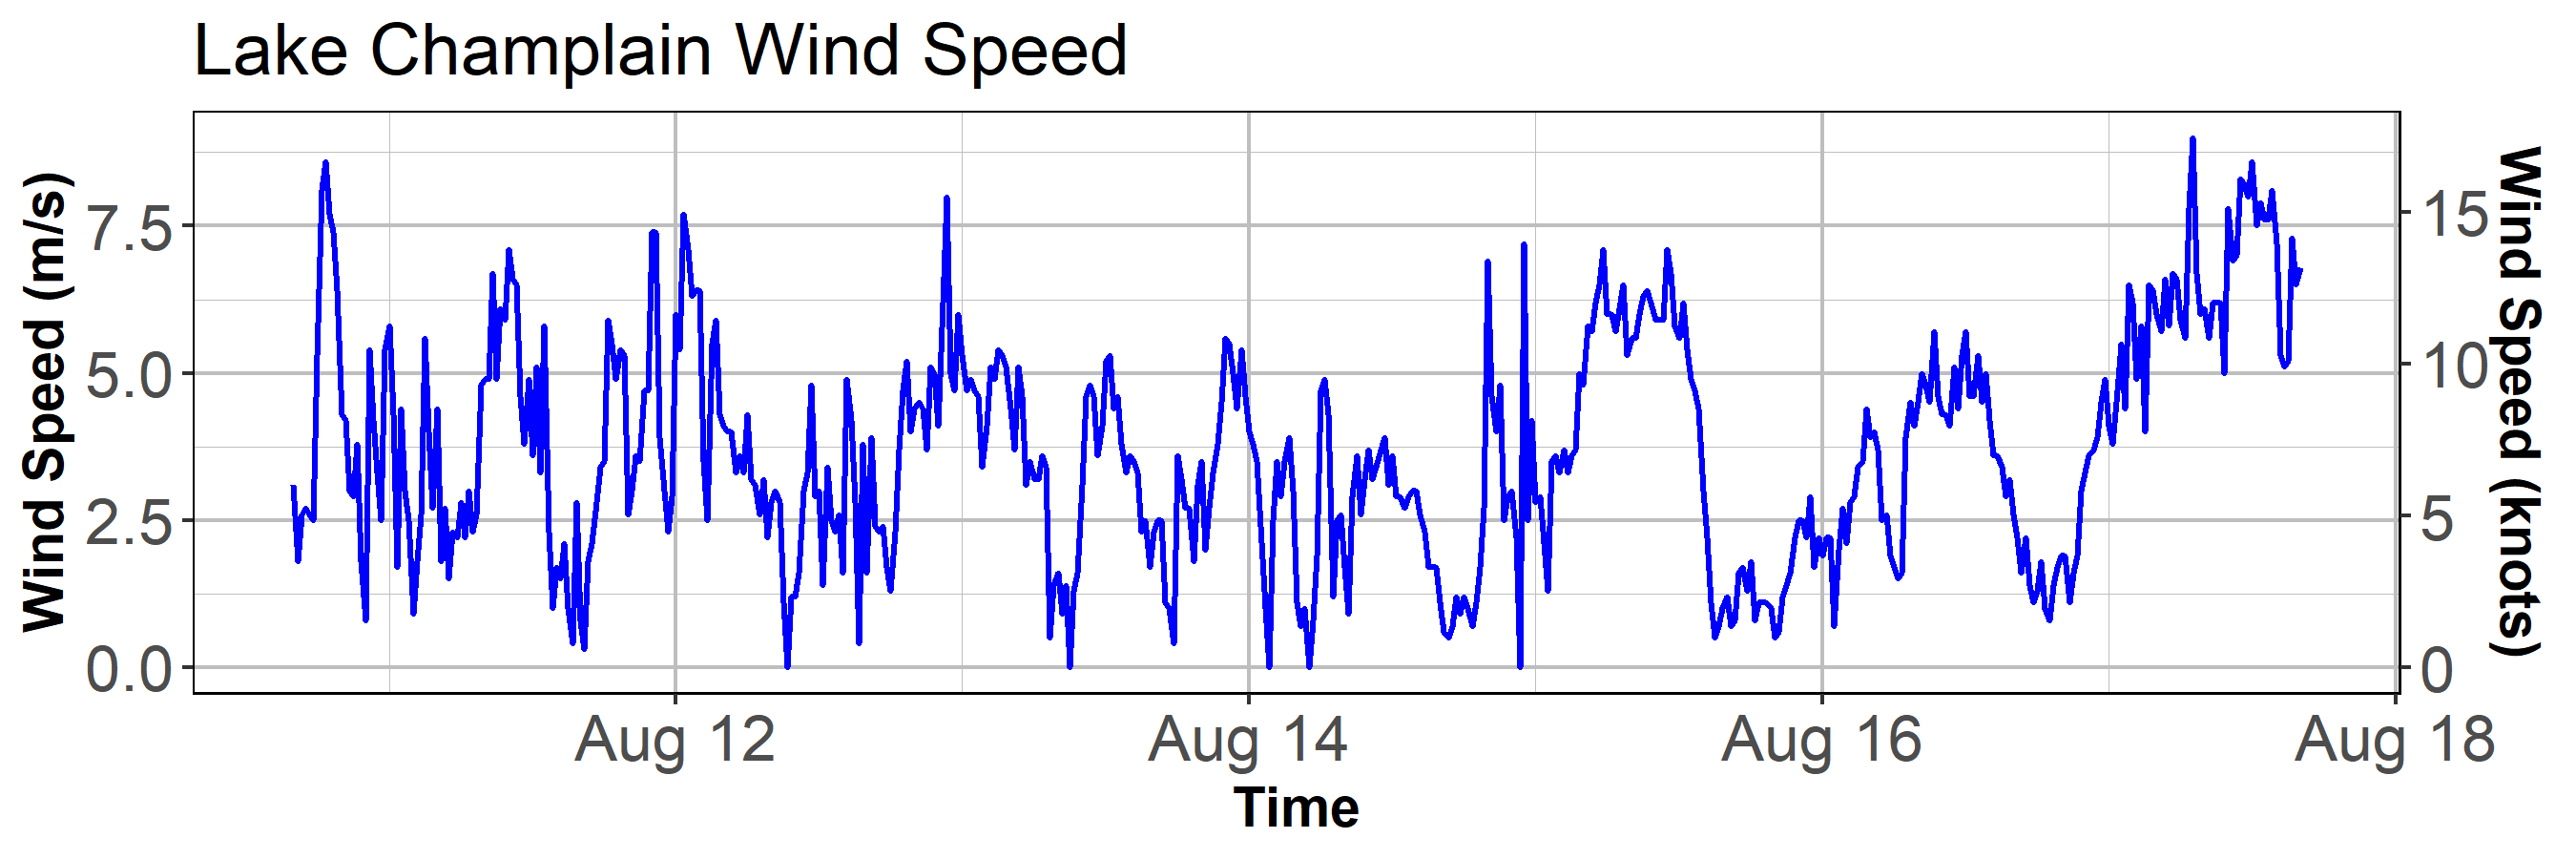 Lake Champlain Wind Speed
Wind Speed (m/s)
7.5
5.0
2.5
0.0
15
10
5
0
Wind Speed (knots)
Aug 12
Aug 14
Aug 16
Aug 18
Time